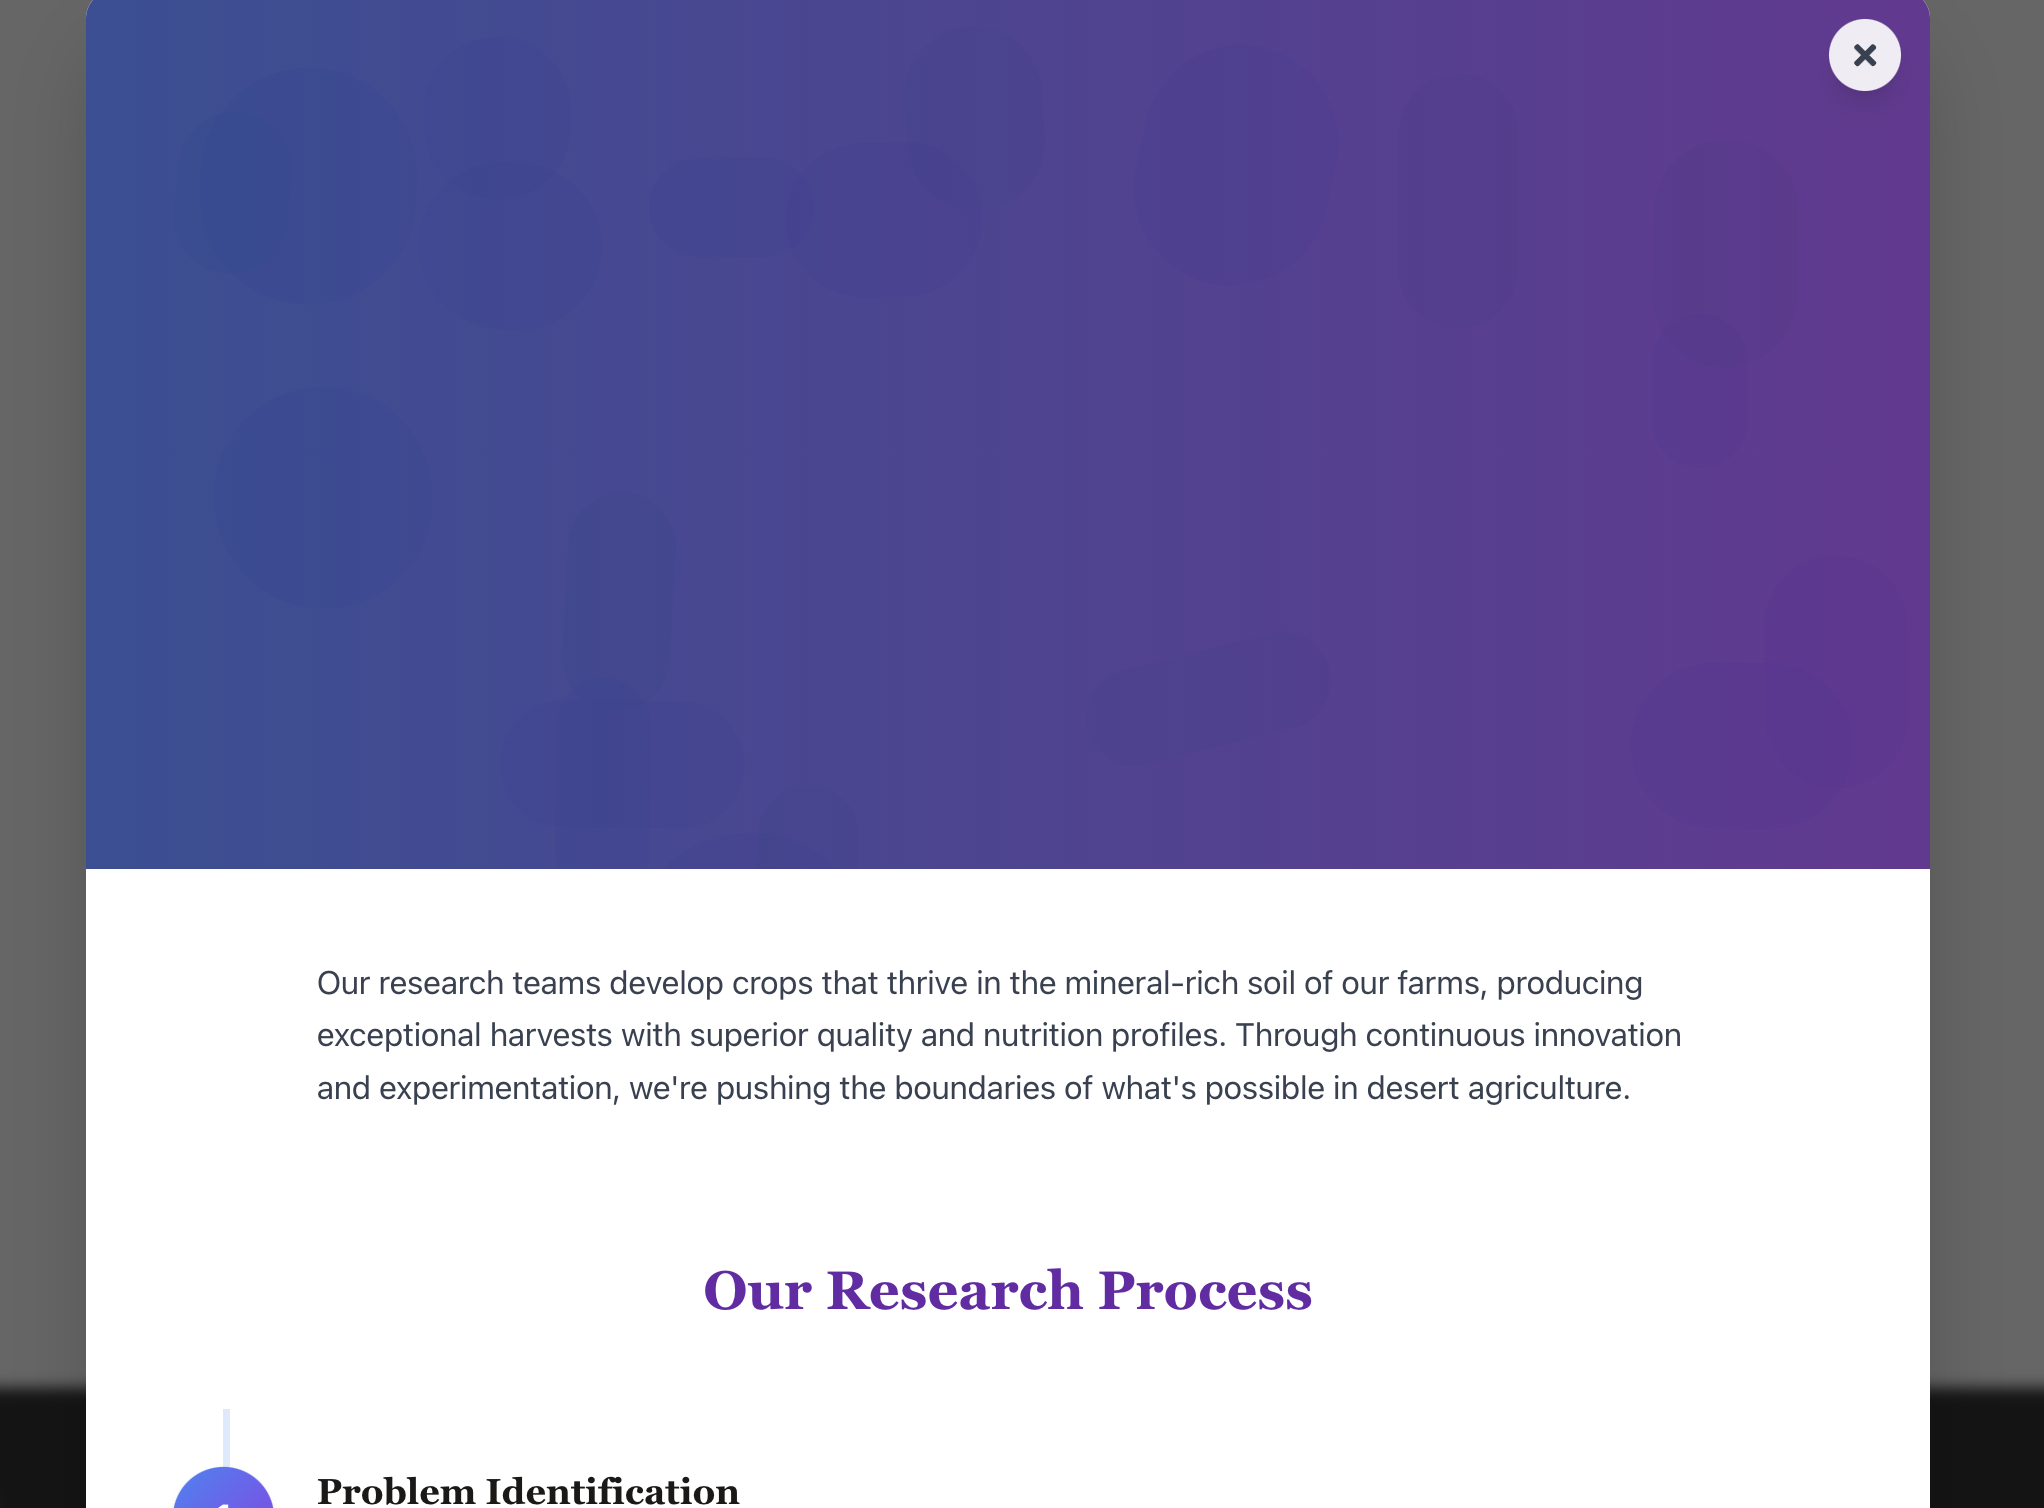 Our research teams develop crops that thrive in the mineral-rich soil of our farms, producing
exceptional harvests with superior quality and nutrition profiles. Through continuous innovation
and experimentation, we're pushing the boundaries of what's possible in desert agriculture.
Our Research Process
Problem Identification